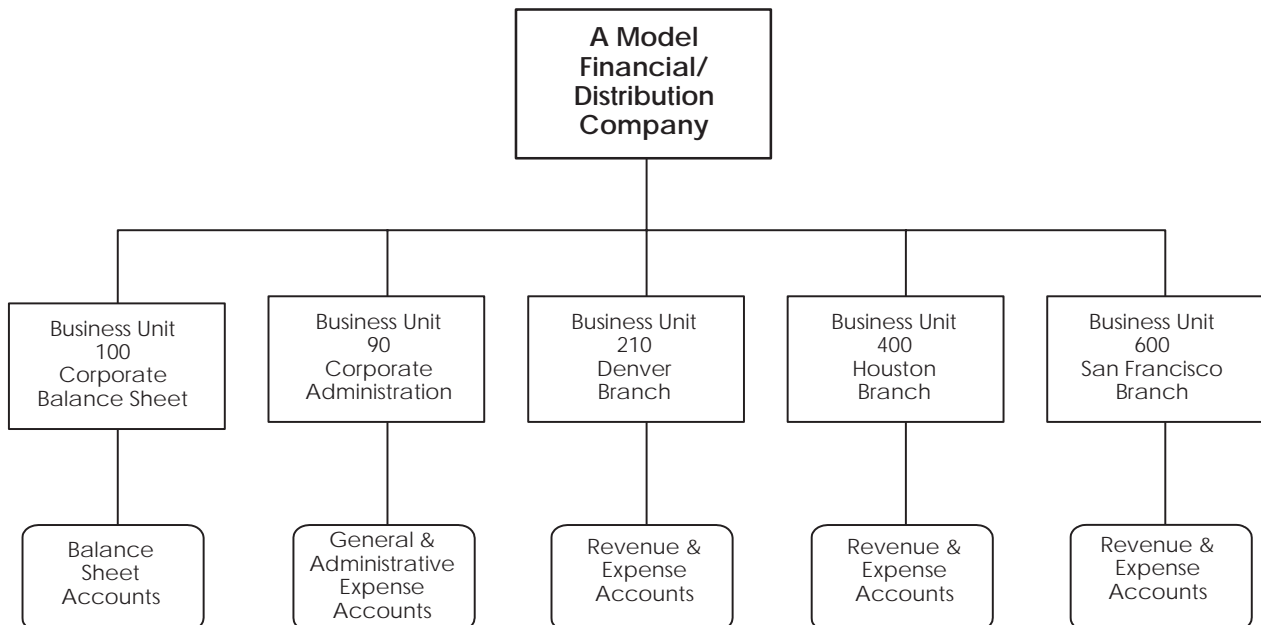 A Model
Financial/
Distribution
Company
Business Unit
100
Corporate
Balance Sheet
Business Unit
90
Corporate
Administration
Business Unit
210
Denver
Branch
Business Unit
400
Houston
Branch
Business Unit
600
San Francisco
Branch
Balance
Sheet
Accounts
General &
Administrative
Expense
Accounts
Revenue &
Expense
Accounts
Revenue &
Expense
Accounts
Revenue &
Expense
Accounts